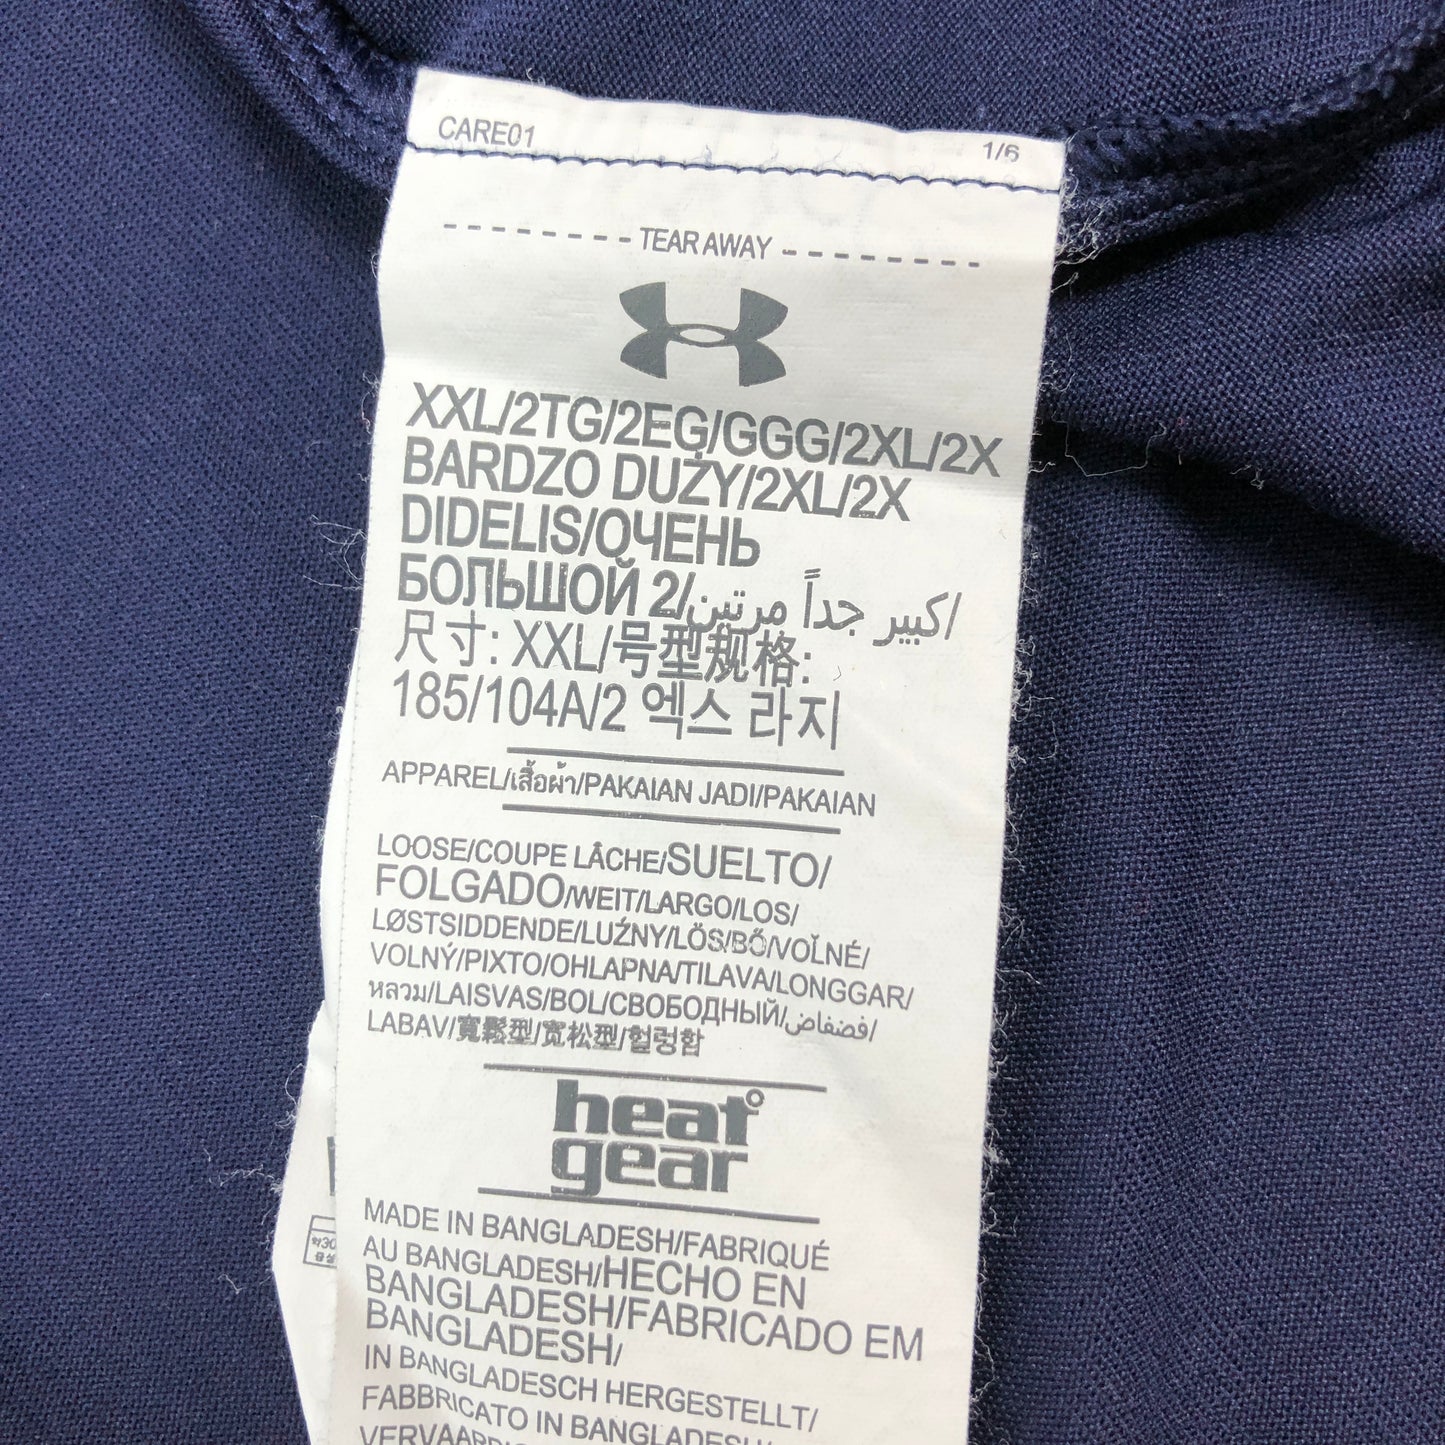 CARE01 1/6
TEAR AWAY
XXL/2TG/2EG/GGG/2XL/2X
BARDZO DUŻY/2XL/2X
DIDELIS/ОЧЕНЬ
БОЛЬШОЙ 2/كبير جداً مرتين/
尺寸: XXL/号型规格:
185/104A/2 엑스 라지
APPAREL/เสื้อผ้า/PAKAIAN JADI/PAKAIAN
LOOSE/COUPE LÂCHE/SUELTO/
FOLGADO/WEIT/LARGO/LOS/
LØSTSIDDENDE/LUŹNY/LÖS/BŐ/VOĽNÉ/
VOLNÝ/PIXTO/OHLAPNA/TILAVA/LONGGAR/
หลวม/LAISVAS/BOL/СВОБОДНЫЙ/فضفاض/
LABAV/寬鬆型/宽松型/헐렁함
heat
gear
MADE IN BANGLADESH/FABRIQUÉ
AU BANGLADESH/HECHO EN
BANGLADESH/FABRICADO EM
BANGLADESH/
IN BANGLADESCH HERGESTELLT/
FABBRICATO IN BANGLADESH/